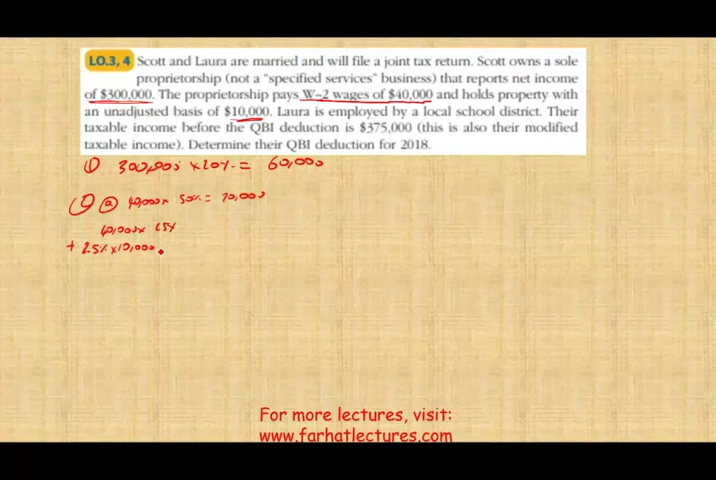 LO.3, 4 Scott and Laura are married and will file a joint tax return. Scott owns a sole
proprietorship (not a “specified services” business) that reports net income
of $300,000. The proprietorship pays W–2 wages of $40,000 and holds property with
an unadjusted basis of $10,000. Laura is employed by a local school district. Their
taxable income before the QBI deduction is $375,000 (this is also their modified
taxable income). Determine their QBI deduction for 2018.
① 300,000 x 20% = 60,000
② ⓐ 40,000 x 50% = 20,000
40,000 x 25%
+ 2.5% x 10,000
For more lectures, visit:
www.farhatlectures.com